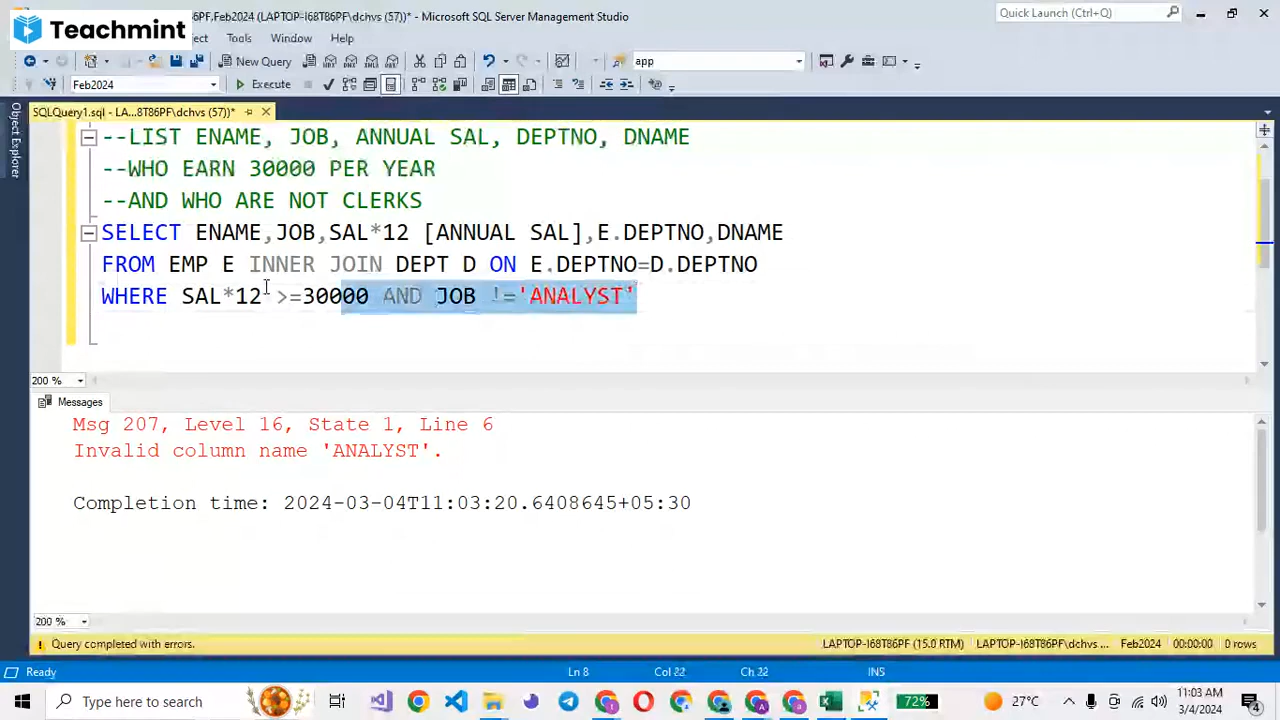 Teachmint
PF,Feb2024 (LAPTOP-I68T86PF\dchvs (57))* - Microsoft SQL Server Management Studio
Quick Launch (Ctrl+Q)
Tools Window Help
New Query
app
Feb2024
Execute
SQLQuery1.sql - LA...8T86PF\dchvs (57))*
Object Explorer
--LIST ENAME, JOB, ANNUAL SAL, DEPTNO, DNAME
--WHO EARN 30000 PER YEAR
--AND WHO ARE NOT CLERKS
SELECT ENAME,JOB,SAL*12 [ANNUAL SAL],E.DEPTNO,DNAME
FROM EMP E INNER JOIN DEPT D ON E.DEPTNO=D.DEPTNO
WHERE SAL*12 >=30000 AND JOB !='ANALYST'
200 %
Messages
Msg 207, Level 16, State 1, Line 6
Invalid column name 'ANALYST'.
Completion time: 2024-03-04T11:03:20.6408645+05:30
200 %
Query completed with errors.
LAPTOP-I68T86PF (15.0 RTM) LAPTOP-I68T86PF\dchvs ... Feb2024 00:00:00 0 rows
Ready
Ln 8 Col 22 Ch 22 INS
Type here to search
72%
27°C
11:03 AM
3/4/2024
4